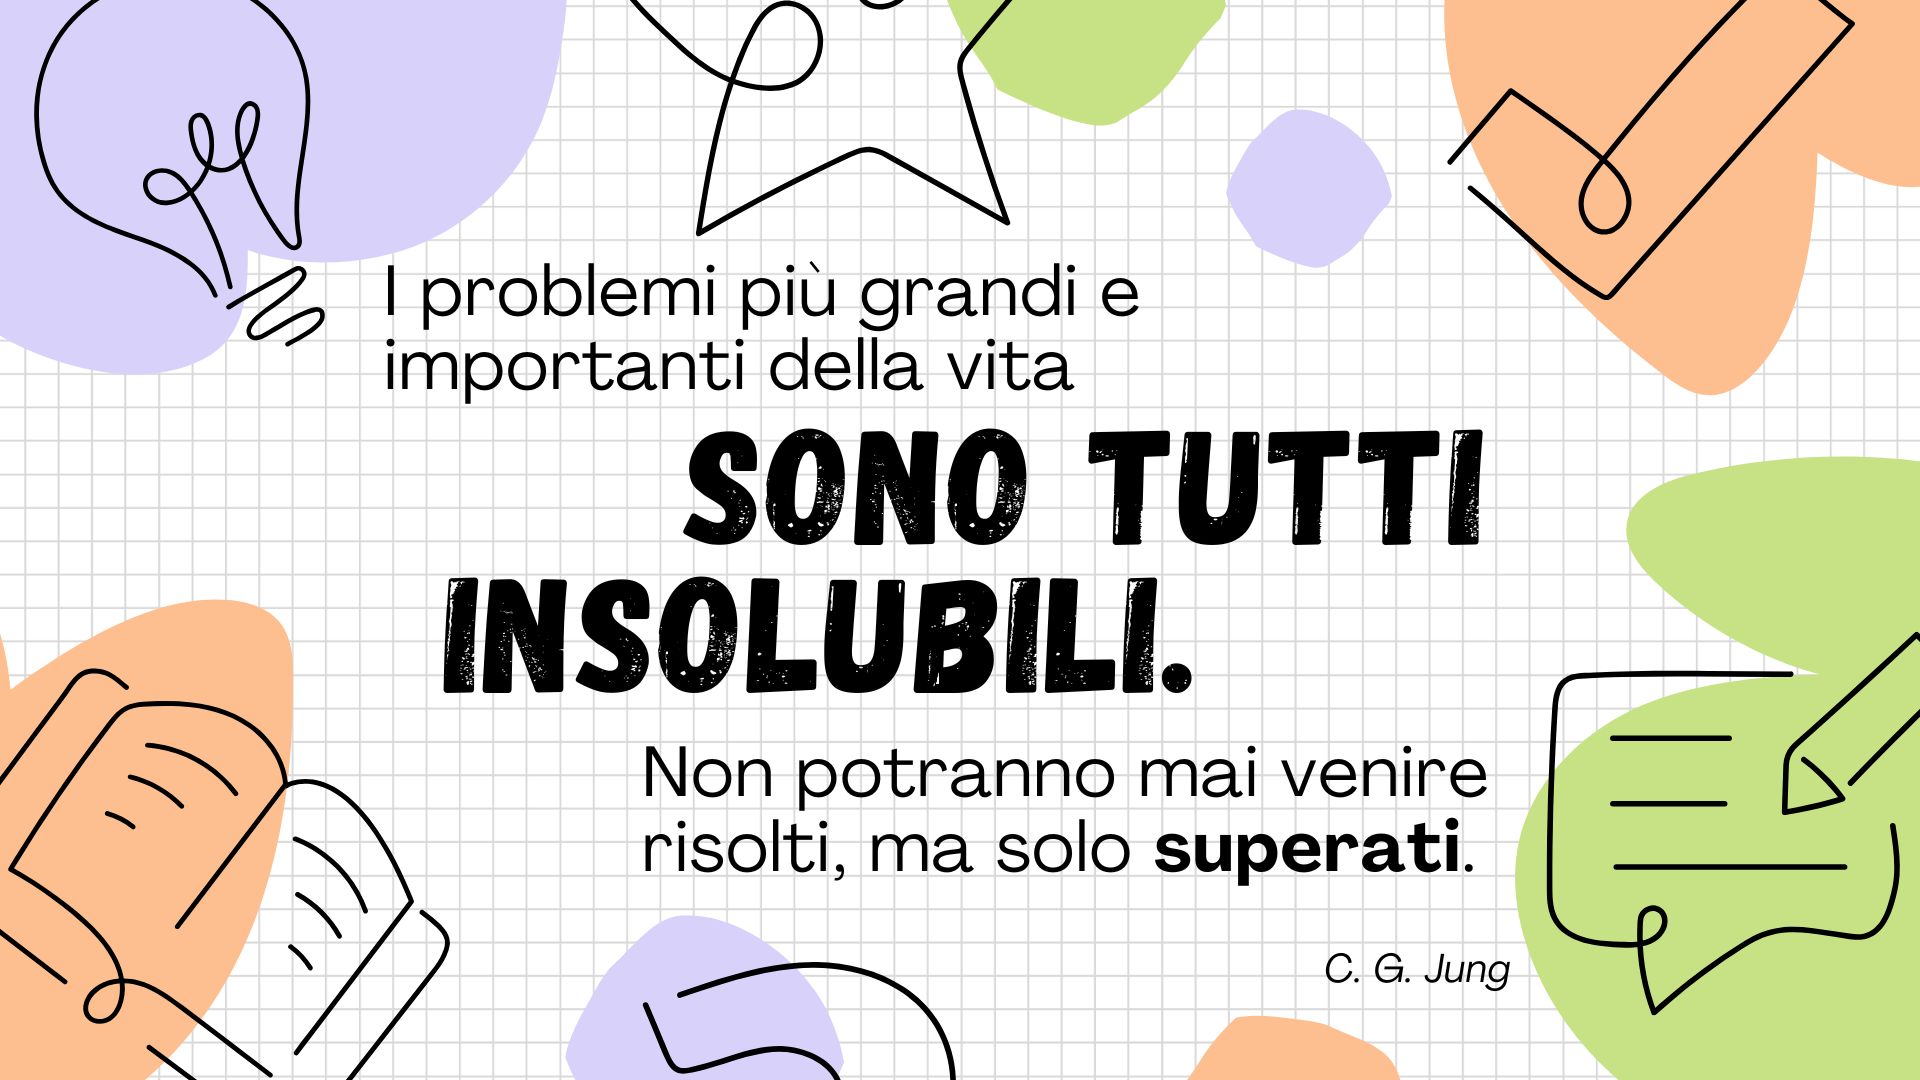 I problemi più grandi e
importanti della vita
SONO TUTTI
INSOLUBILI.
Non potranno mai venire
risolti, ma solo superati.
C. G. Jung